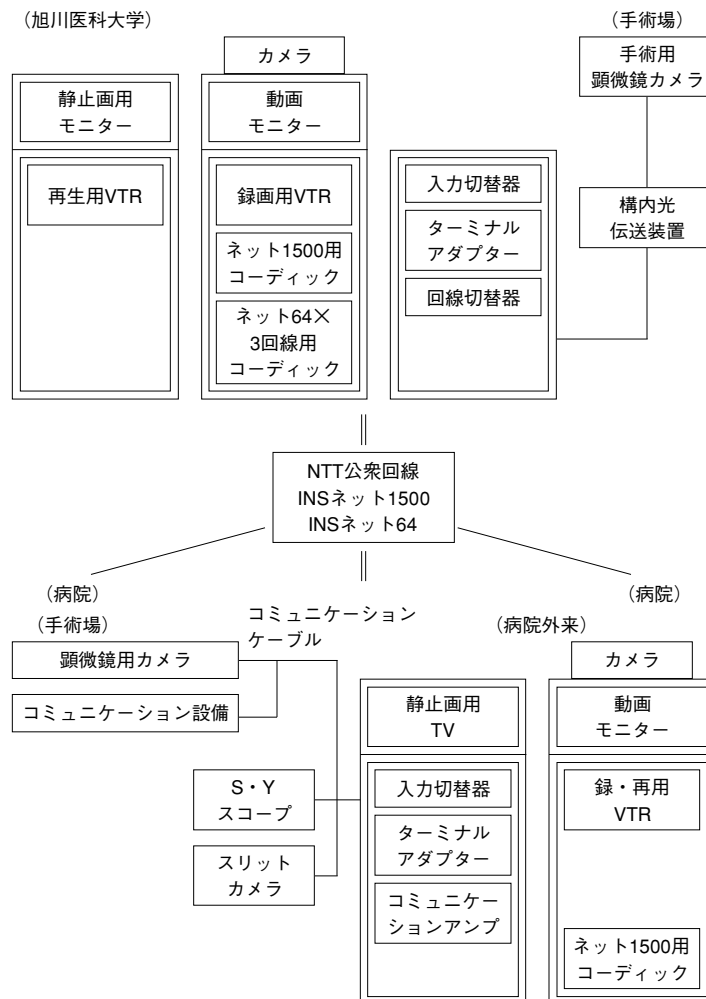 （旭川医科大学）
（手術場）
カメラ
手術用
顕微鏡カメラ
静止画用
モニター
動画
モニター
再生用VTR
録画用VTR
入力切替器
構内光
伝送装置
ターミナル
アダプター
ネット1500用
コーディック
回線切替器
ネット64×
3回線用
コーディック
NTT公衆回線
INSネット1500
INSネット64
（病院）
（手術場）
コミュニケーション
ケーブル
（病院）
（病院外来）
顕微鏡用カメラ
カメラ
コミュニケーション設備
静止画用
TV
動画
モニター
S・Y
スコープ
入力切替器
録・再用
VTR
ターミナル
アダプター
スリット
カメラ
コミュニケー
ションアンプ
ネット1500用
コーディック